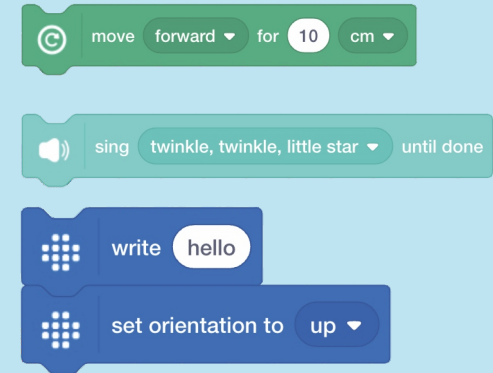 move forward for 10 cm
sing twinkle, twinkle, little star until done
write hello
set orientation to up